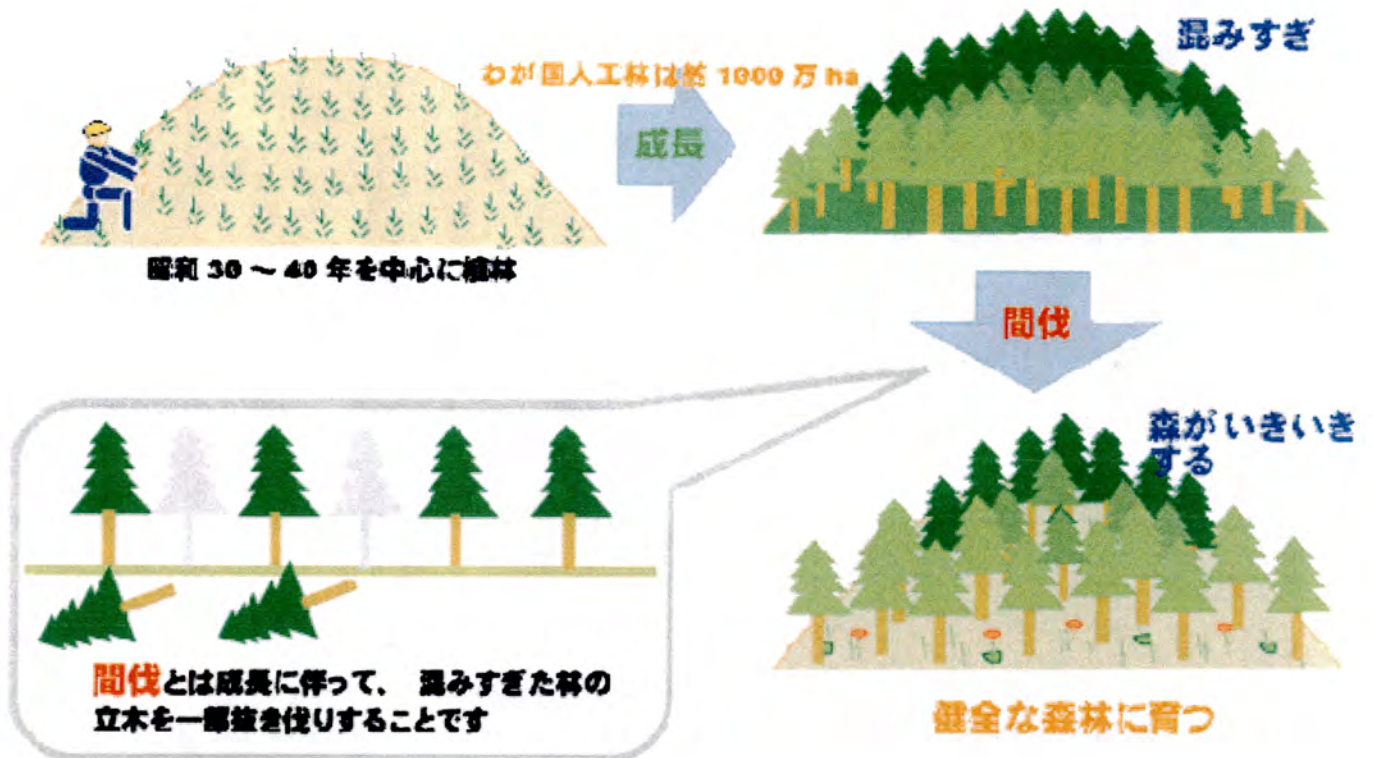 わが国人工林は約 1000 万 ha
混みすぎ
成長
昭和 30 ～ 40 年を中心に植林
間伐
森がいきいき
する
間伐とは成長に伴って、 混みすぎた林の
立木を一部抜き伐りすることです
健全な森林に育つ